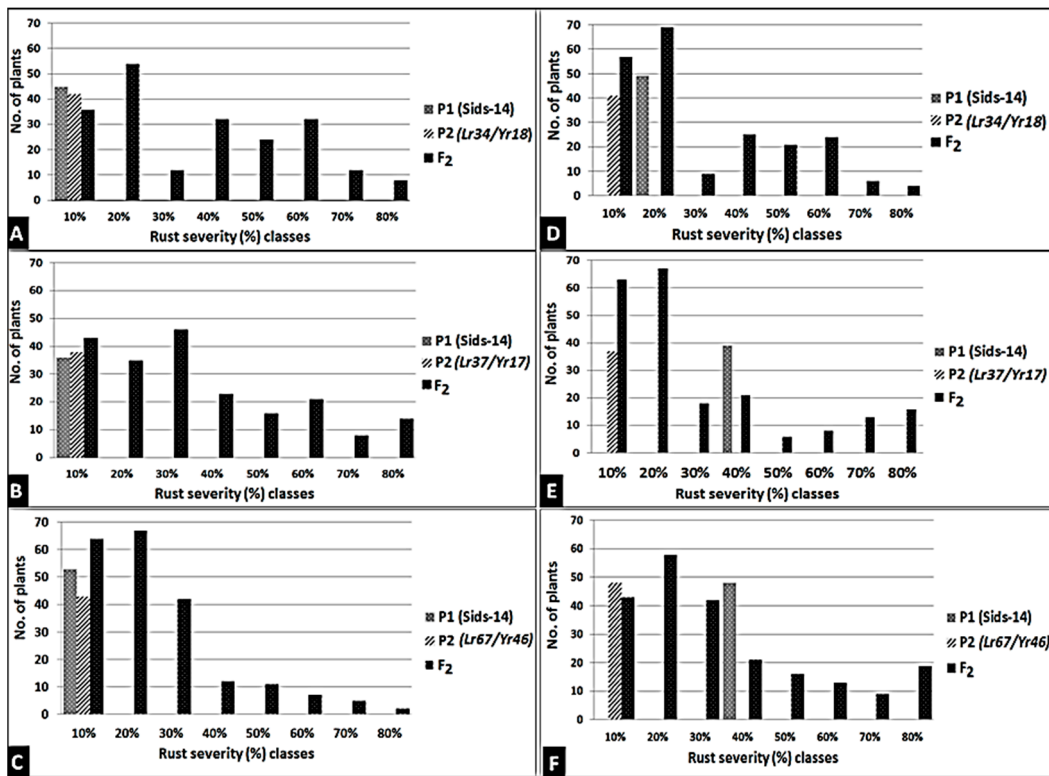 70
60
50
40
30
20
10
0
No. of plants
10% 20% 30% 40% 50% 60% 70% 80%
Rust severity (%) classes
P1 (Sids-14)
P2 (Lr34/Yr18)
F2
A
70
60
50
40
30
20
10
0
No. of plants
10% 20% 30% 40% 50% 60% 70% 80%
Rust severity (%) classes
P1 (Sids-14)
P2 (Lr34/Yr18)
F2
D
70
60
50
40
30
20
10
0
No. of plants
10% 20% 30% 40% 50% 60% 70% 80%
Rust severity (%) classes
P1 (Sids-14)
P2 (Lr37/Yr17)
F2
B
70
60
50
40
30
20
10
0
No. of plants
10% 20% 30% 40% 50% 60% 70% 80%
Rust severity (%) classes
P1 (Sids-14)
P2 (Lr37/Yr17)
F2
E
70
60
50
40
30
20
10
0
No. of plants
10% 20% 30% 40% 50% 60% 70% 80%
Rust severity (%) classes
P1 (Sids-14)
P2 (Lr67/Yr46)
F2
C
70
60
50
40
30
20
10
0
No. of plants
10% 20% 30% 40% 50% 60% 70% 80%
Rust severity (%) classes
P1 (Sids-14)
P2 (Lr67/Yr46)
F2
F